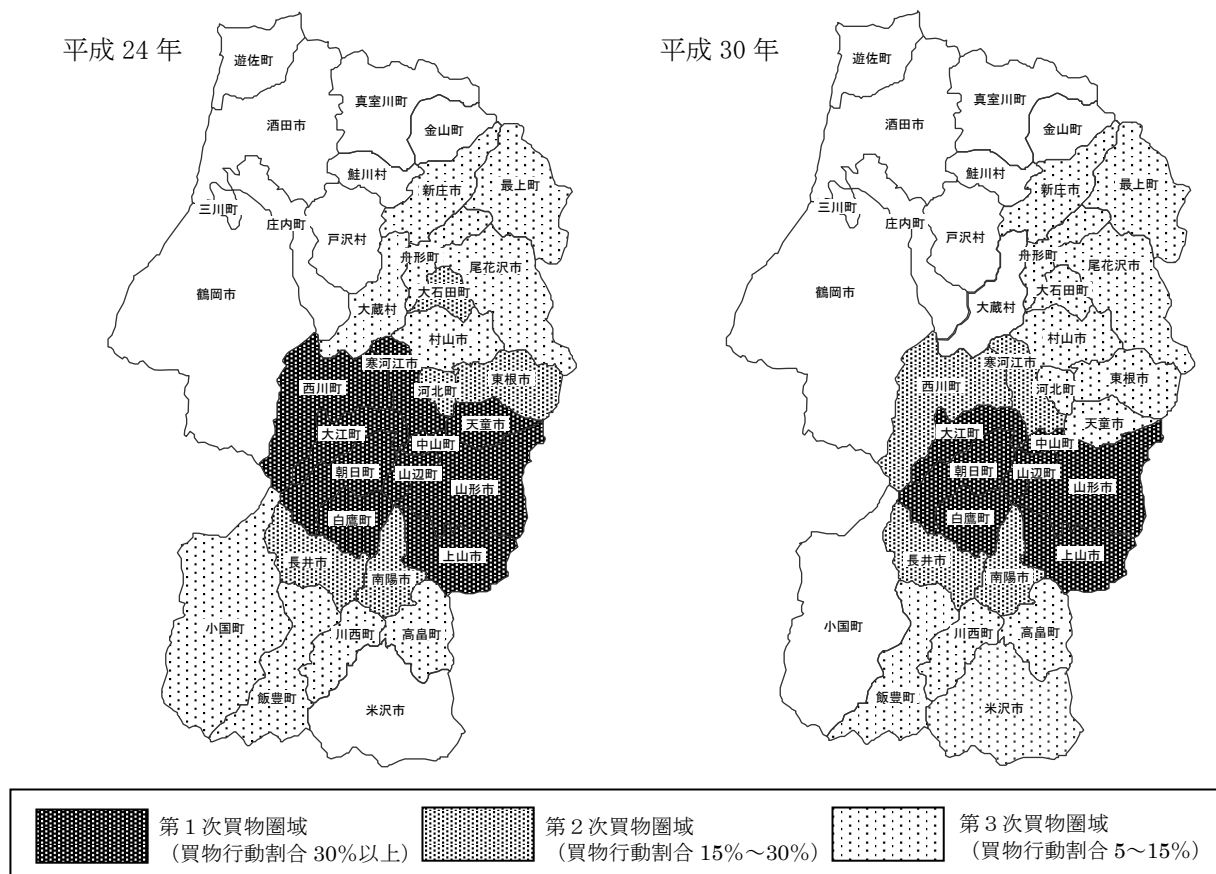 平成 24 年
遊佐町
真室川町
酒田市
金山町
鮭川村
新庄市
最上町
三川町
庄内町
戸沢村
舟形町
尾花沢市
鶴岡市
大石田町
大蔵村
村山市
寒河江市
西川町
河北町
東根市
天童市
大江町
中山町
朝日町
山辺町
山形市
白鷹町
上山市
長井市
南陽市
小国町
川西町
高畠町
飯豊町
米沢市
平成 30 年
遊佐町
真室川町
酒田市
金山町
鮭川村
新庄市
最上町
三川町
庄内町
戸沢村
舟形町
尾花沢市
鶴岡市
大石田町
大蔵村
村山市
寒河江市
西川町
河北町
東根市
天童市
大江町
中山町
朝日町
山辺町
山形市
白鷹町
上山市
長井市
南陽市
小国町
川西町
高畠町
飯豊町
米沢市
第1次買物圏域
（買物行動割合 30%以上）
第2次買物圏域
（買物行動割合 15%～30%）
第3次買物圏域
（買物行動割合 5～15%）